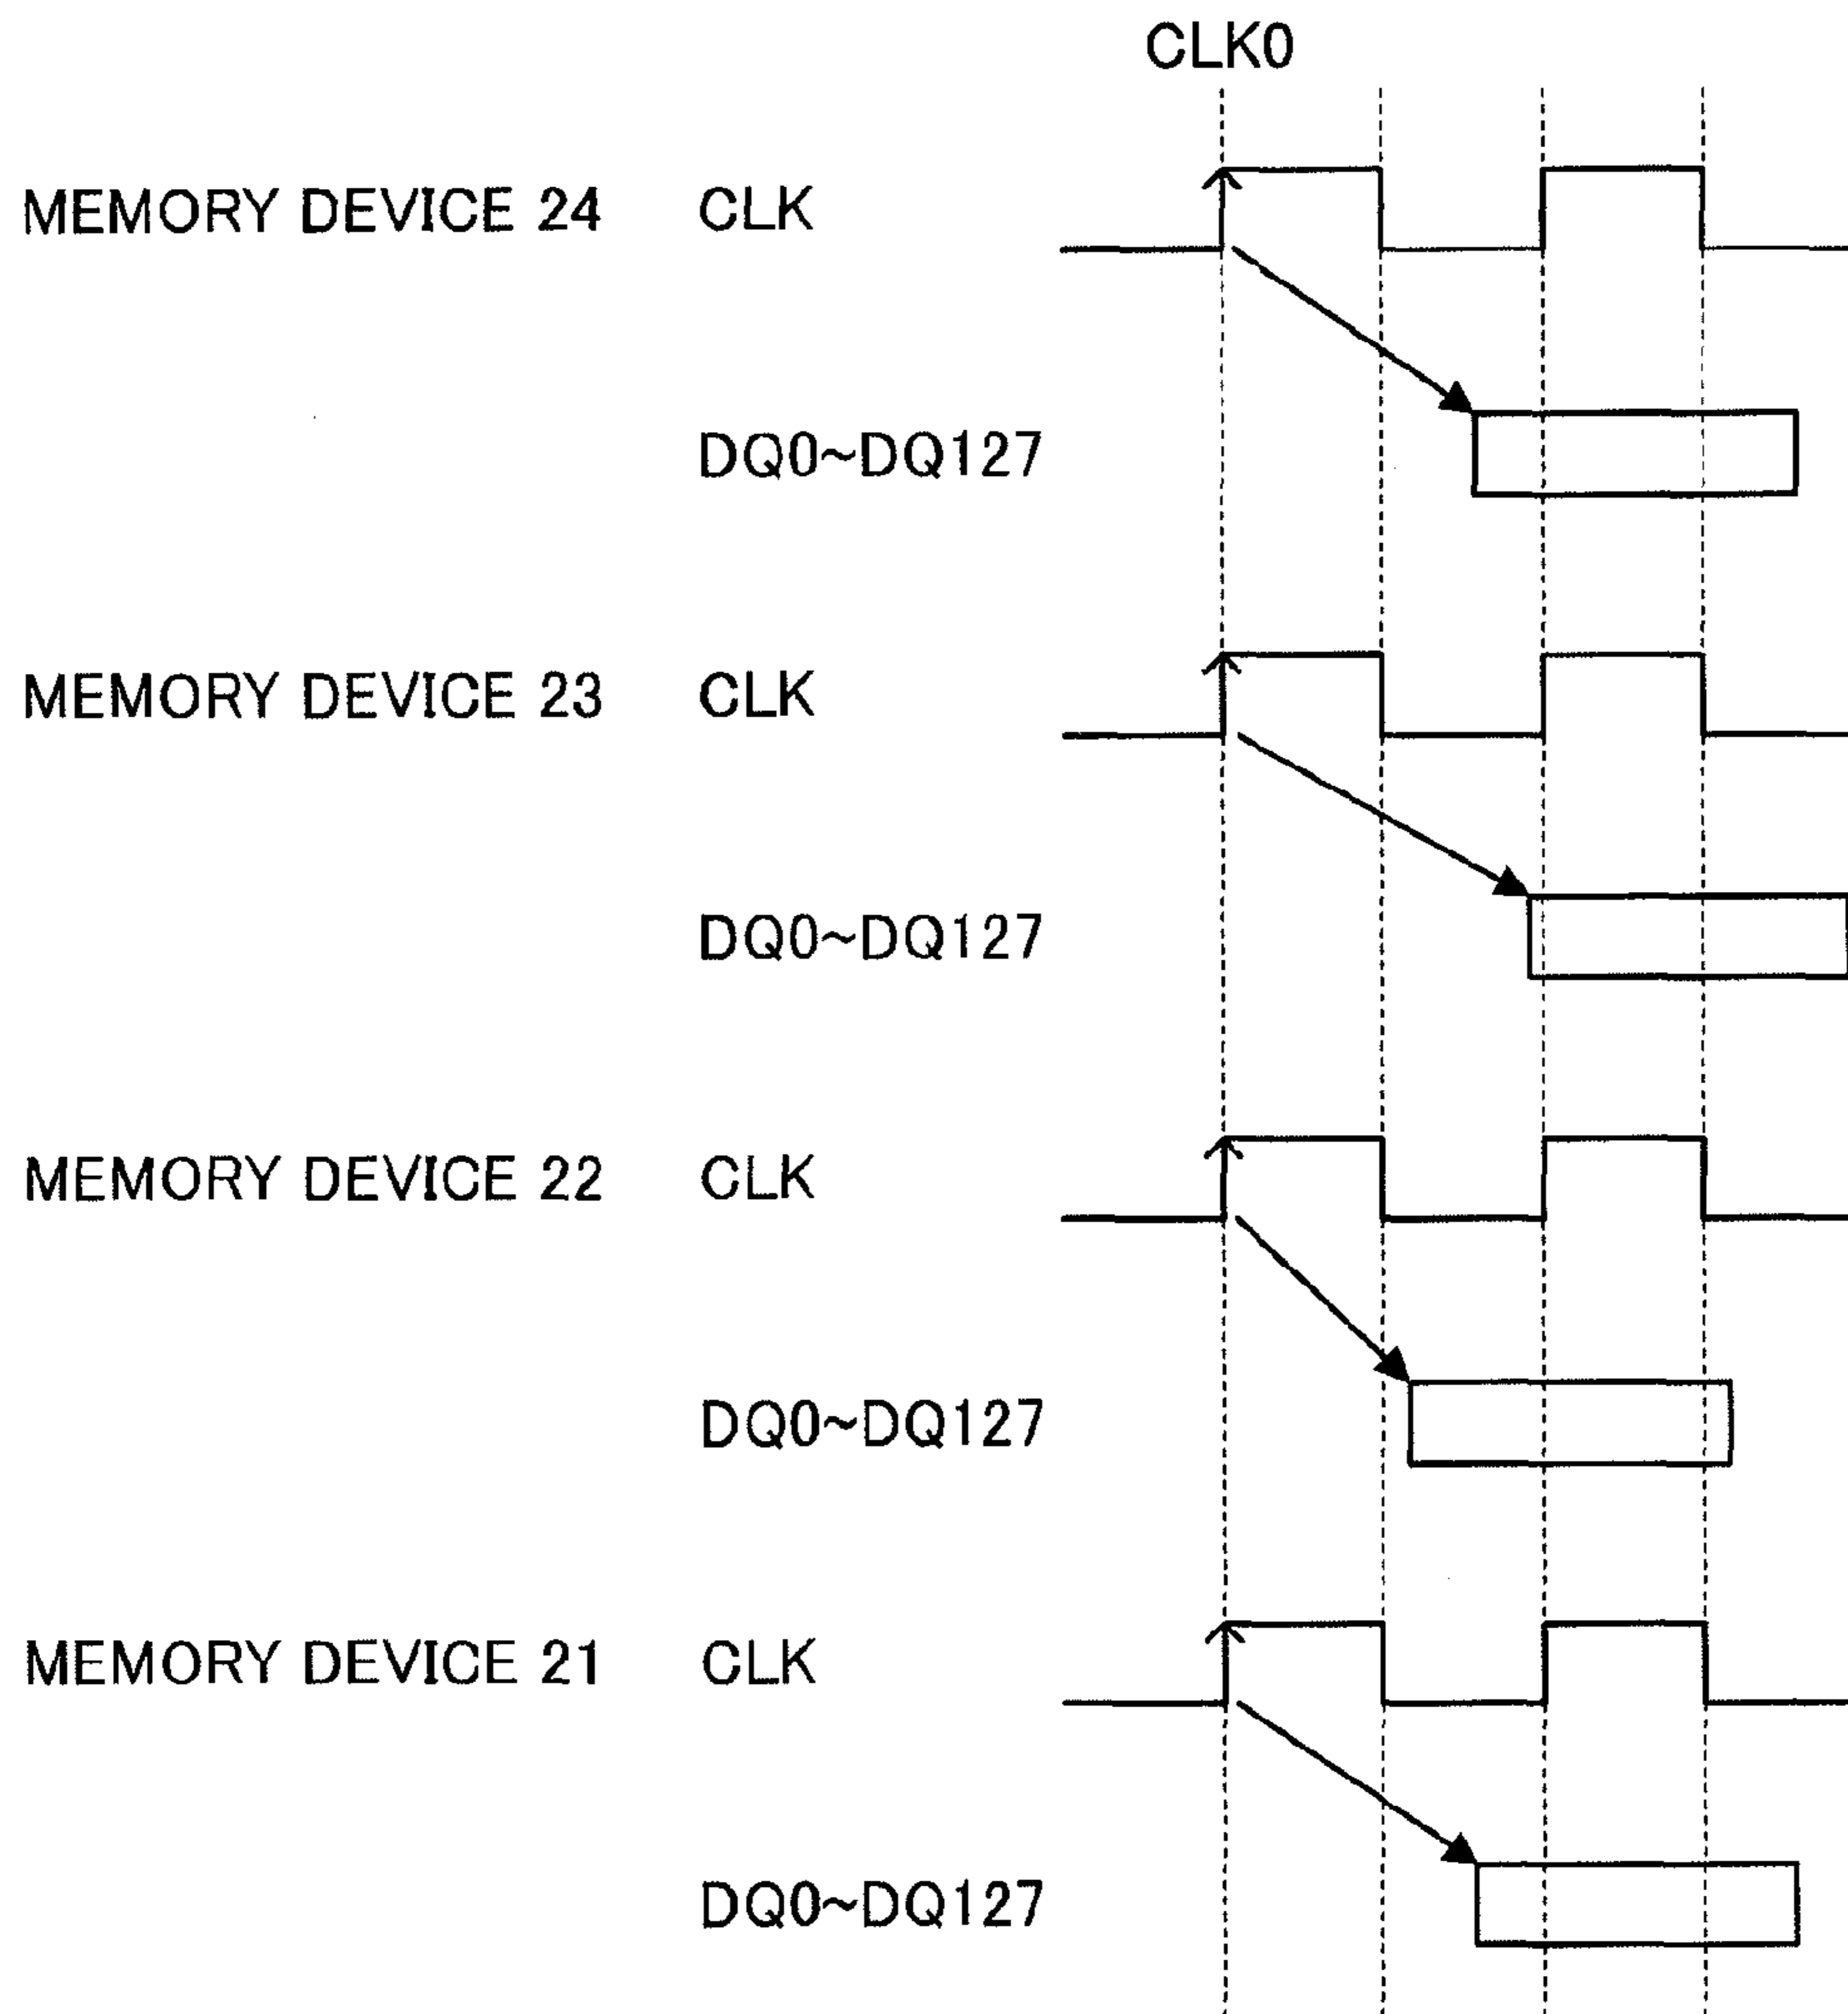 CLK0
MEMORY DEVICE 24 CLK
DQ0~DQ127
MEMORY DEVICE 23 CLK
DQ0~DQ127
MEMORY DEVICE 22 CLK
DQ0~DQ127
MEMORY DEVICE 21 CLK
DQ0~DQ127